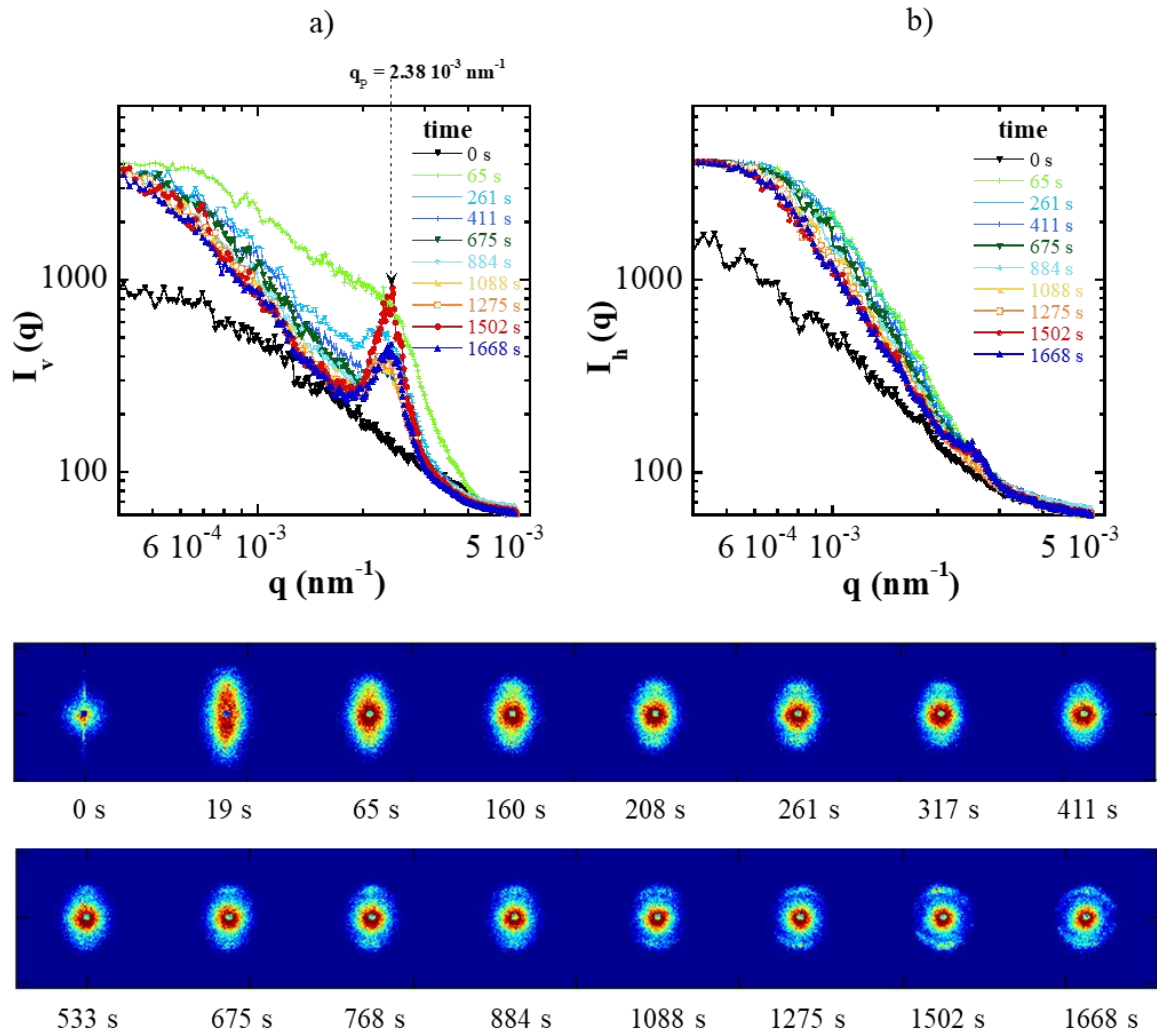 a)
b)
q_p = 2.38 10^-3 nm^-1
time
0 s
65 s
261 s
411 s
675 s
884 s
1088 s
1275 s
1502 s
1668 s
1000
100
I_v (q)
6 10^-4 10^-3 5 10^-3
q (nm^-1)
time
0 s
65 s
261 s
411 s
675 s
884 s
1088 s
1275 s
1502 s
1668 s
1000
100
I_h (q)
6 10^-4 10^-3 5 10^-3
q (nm^-1)
0 s 19 s 65 s 160 s 208 s 261 s 317 s 411 s
533 s 675 s 768 s 884 s 1088 s 1275 s 1502 s 1668 s